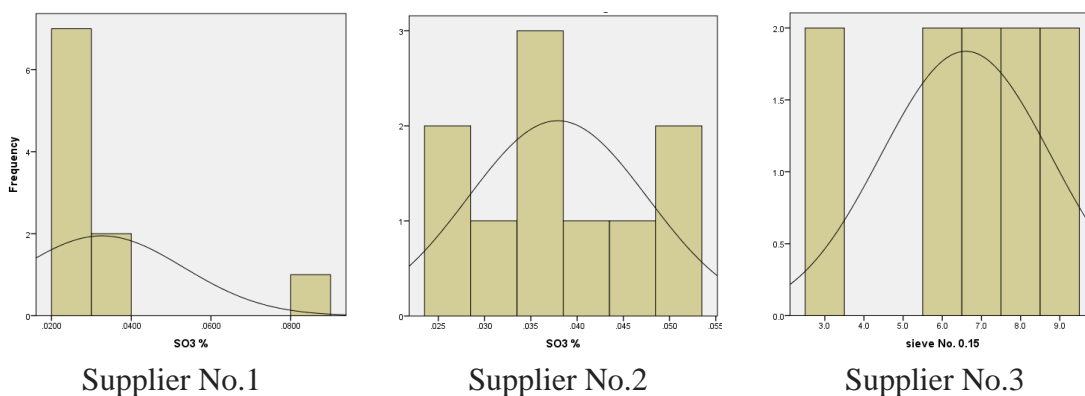 Frequency
6
4
2
0
.0200 .0400 .0600 .0800
SO3 %
Supplier No.1
3
2
1
0
.025 .030 .035 .040 .045 .050 .055
SO3 %
Supplier No.2
2.0
1.5
1.0
0.5
0.0
3.0 4.0 5.0 6.0 7.0 8.0 9.0
sieve No. 0.15
Supplier No.3